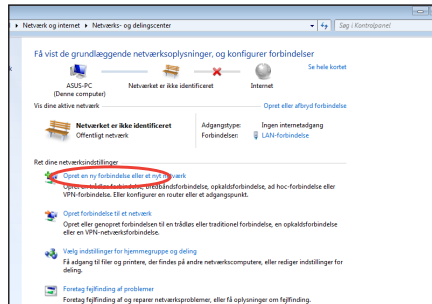 ▸ Netværk og internet ▸ Netværks- og delingscenter
Søg i Kontrolpanel
Få vist de grundlæggende netværksoplysninger, og konfigurer forbindelser
Se hele kortet
ASUS-PC
(Denne computer)
Netværket er ikke identificeret
Internet
Vis dine aktive netværk
Opret eller afbryd forbindelse
Netværket er ikke identificeret
Offentligt netværk
Adgangstype: Ingen internetadgang
Forbindelser: LAN-forbindelse
Ret dine netværksindstillinger
Opret en ny forbindelse eller et nyt netværk
Opret en trådløs forbindelse, bredbåndsforbindelse, opkaldsforbindelse, ad hoc-forbindelse eller
VPN-forbindelse. Eller konfigurer en router eller et adgangspunkt.
Opret forbindelse til et netværk
Opret eller genopret forbindelsen til en trådløs eller traditionel forbindelse, en opkaldsforbindelse
eller en VPN-netværksforbindelse.
Vælg indstillinger for hjemmegruppe og deling
Få adgang til filer og printere, der findes på andre netværkscomputere, eller rediger indstillinger for
deling.
Foretag fejlfinding af problemer
Foretag fejlfinding af og reparer netværksproblemer, eller få oplysninger om fejlfinding.